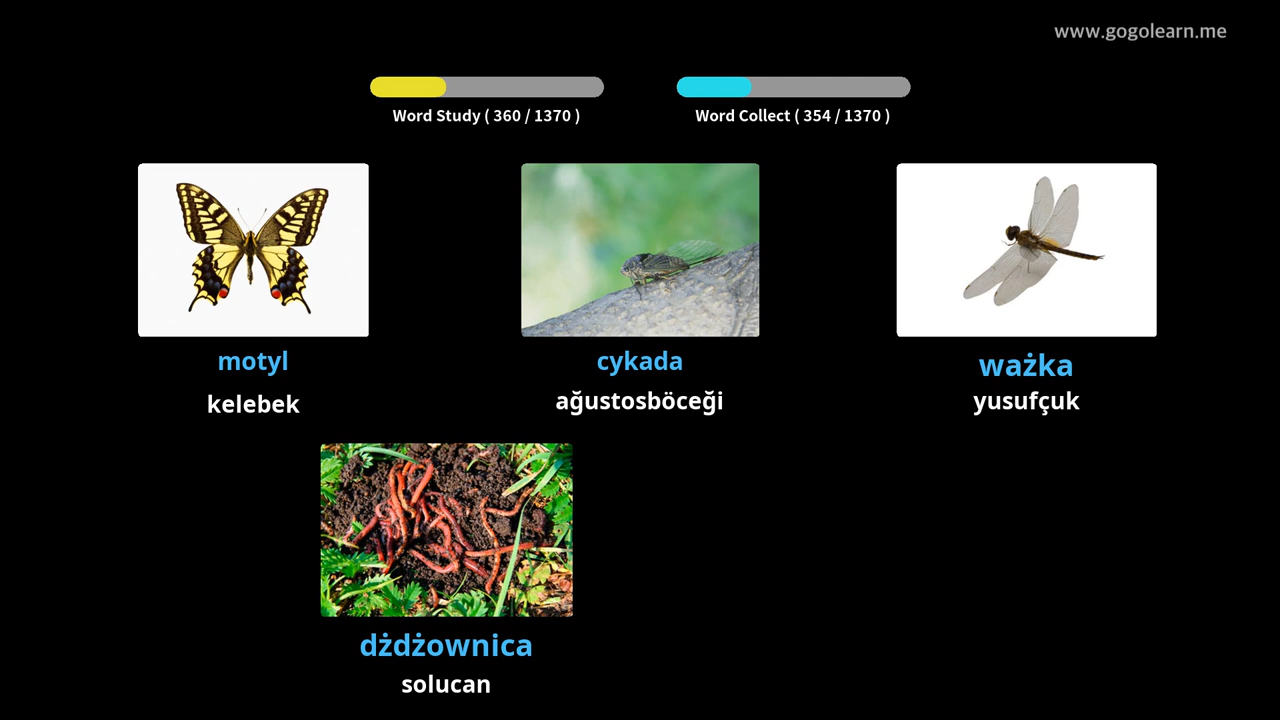 www.gogolearn.me
Word Study ( 360 / 1370 )
Word Collect ( 354 / 1370 )
motyl
kelebek
cykada
ağustosböceği
ważka
yusufçuk
dżdżownica
solucan